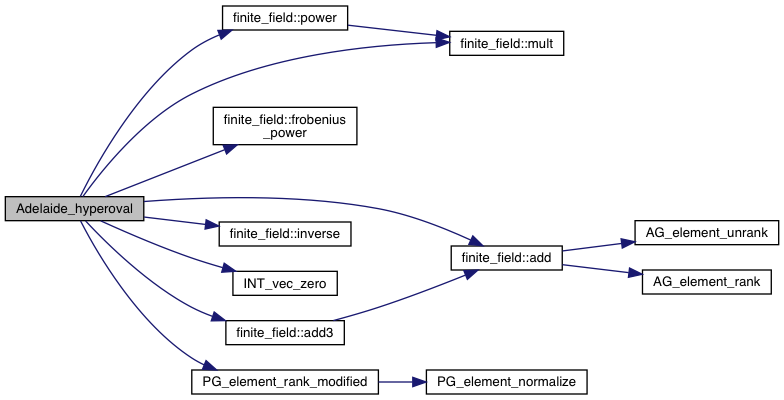 finite_field::power
finite_field::mult
finite_field::frobenius
_power
Adelaide_hyperoval
finite_field::inverse
AG_element_unrank
finite_field::add
INT_vec_zero
AG_element_rank
finite_field::add3
PG_element_rank_modified
PG_element_normalize